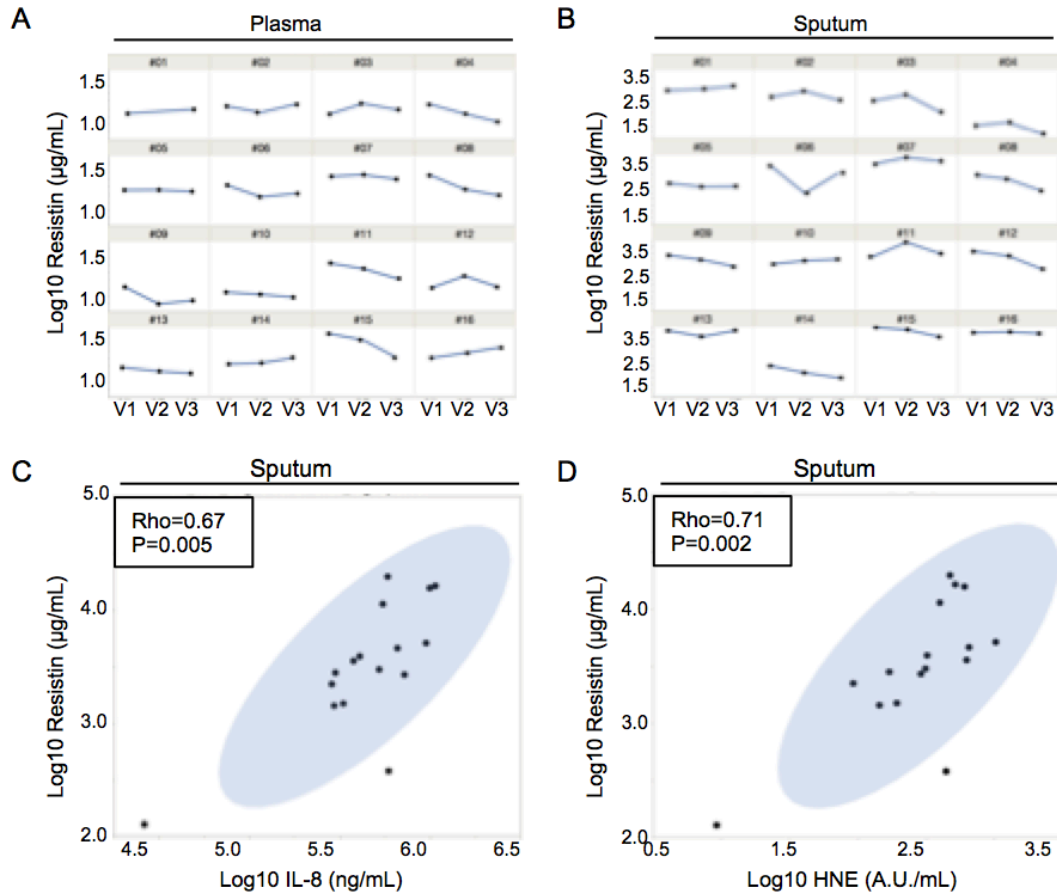 A
Plasma
Log10 Resistin (µg/mL)
#01 #02 #03 #04
1.5
1.0
#05 #06 #07 #08
1.5
1.0
#09 #10 #11 #12
1.5
1.0
#13 #14 #15 #16
1.5
1.0
V1 V2 V3 V1 V2 V3 V1 V2 V3 V1 V2 V3
B
Sputum
Log10 Resistin (µg/mL)
#01 #02 #03 #04
3.5
2.5
1.5
#05 #06 #07 #08
3.5
2.5
1.5
#09 #10 #11 #12
3.5
2.5
1.5
#13 #14 #15 #16
3.5
2.5
1.5
V1 V2 V3 V1 V2 V3 V1 V2 V3 V1 V2 V3
C
Sputum
Rho=0.67
P=0.005
Log10 Resistin (µg/mL)
5.0
4.0
3.0
2.0
4.5 5.0 5.5 6.0 6.5
Log10 IL-8 (ng/mL)
D
Sputum
Rho=0.71
P=0.002
Log10 Resistin (µg/mL)
5.0
4.0
3.0
2.0
0.5 1.5 2.5 3.5
Log10 HNE (A.U./mL)